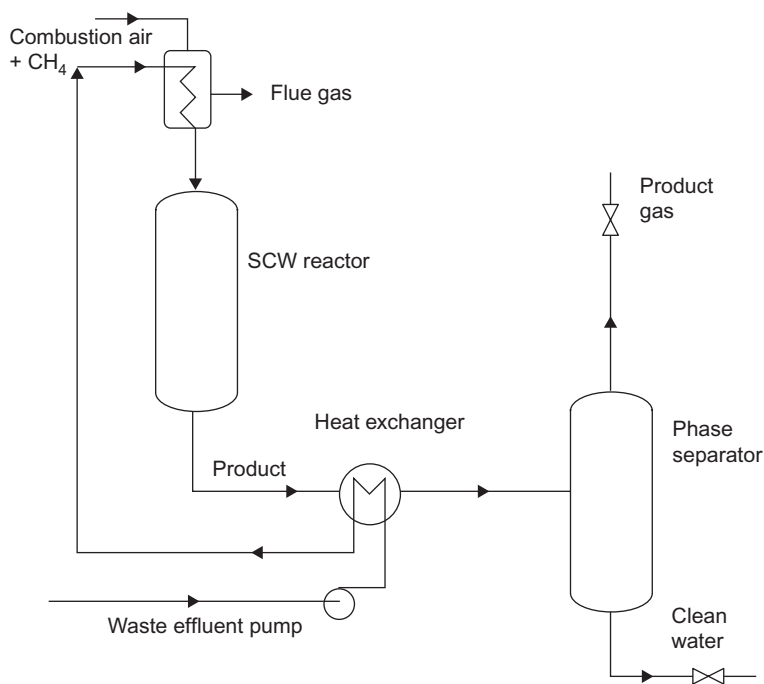 Combustion air
+ CH₄
Flue gas
Product
gas
SCW reactor
Heat exchanger
Phase
separator
Product
Waste effluent pump
Clean
water